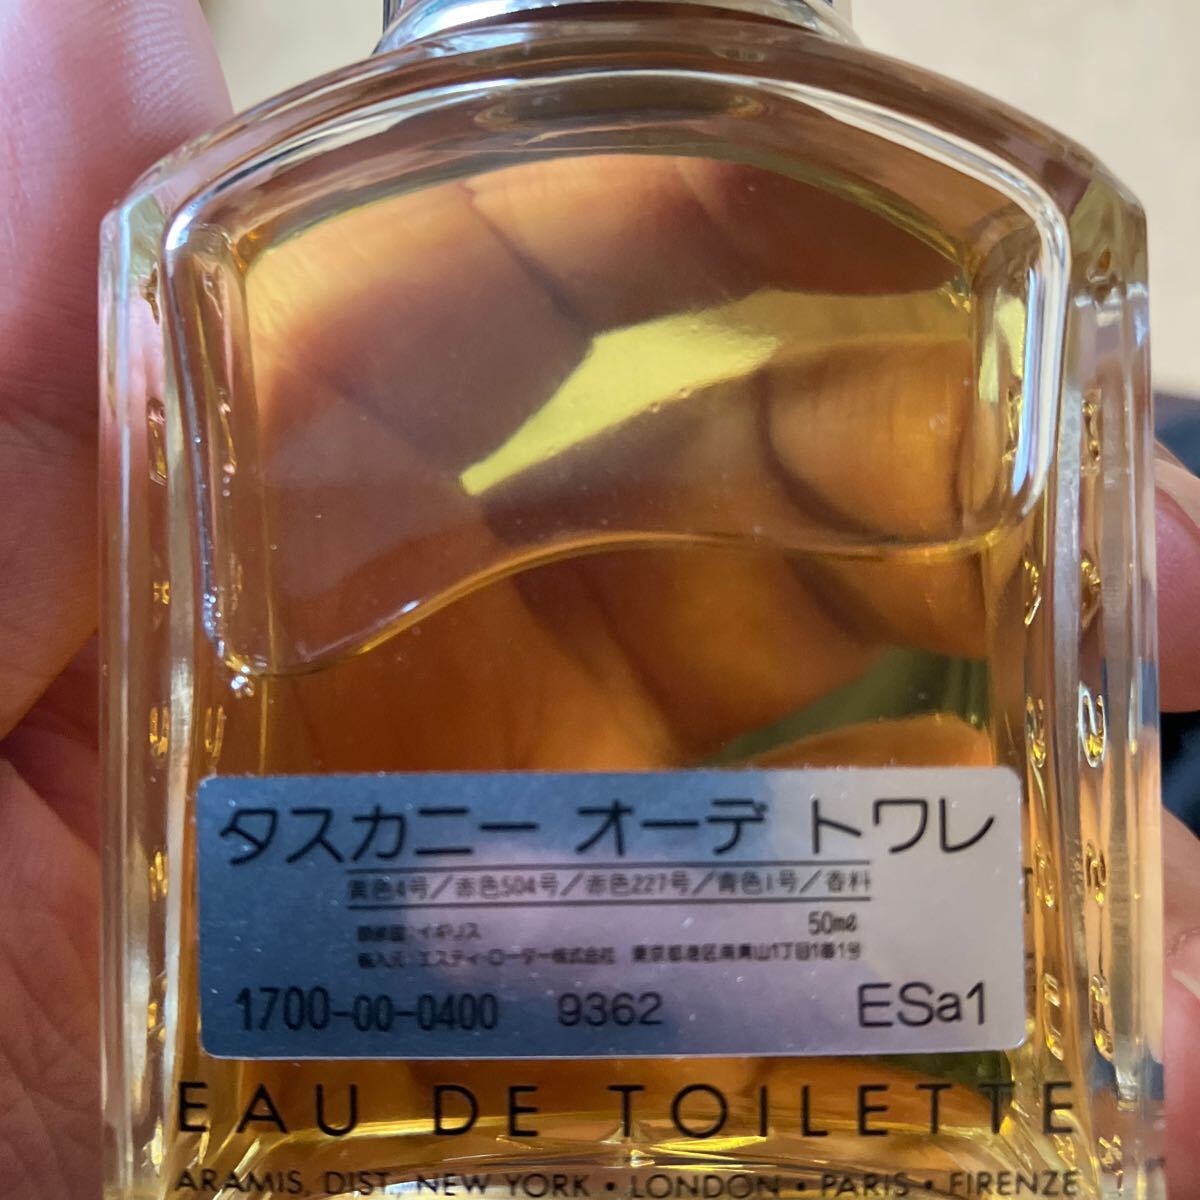 タスカニー オーデ トワレ
黄色4号/赤色504号/赤色227号/青色1号/香料
イギリス 50mℓ
輸入元:エスティ・ローダー株式会社 東京都港区南青山1丁目1番1号
1700-00-0400 9362 ESa1
EAU DE TOILETTE
ARAMIS, DIST., NEW YORK • LONDON • PARIS • FIRENZE